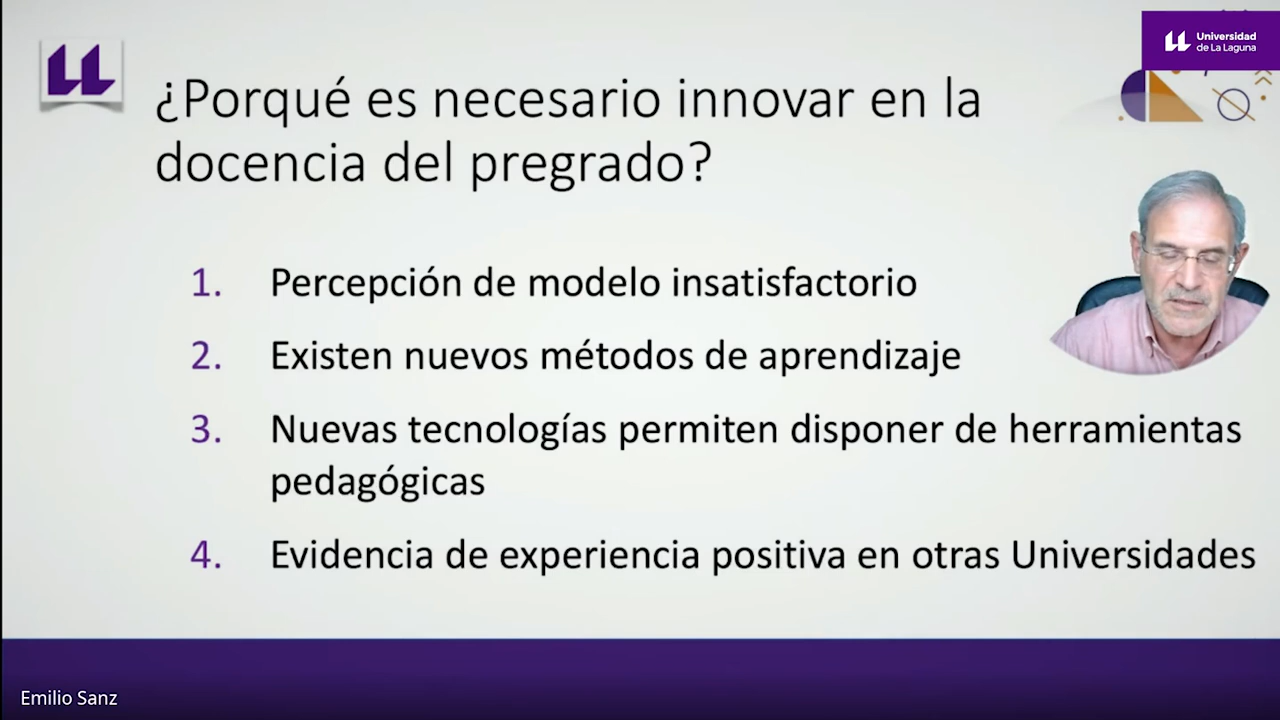 Universidad
de La Laguna
¿Porqué es necesario innovar en la
docencia del pregrado?
1. Percepción de modelo insatisfactorio
2. Existen nuevos métodos de aprendizaje
3. Nuevas tecnologías permiten disponer de herramientas
pedagógicas
4. Evidencia de experiencia positiva en otras Universidades
Emilio Sanz